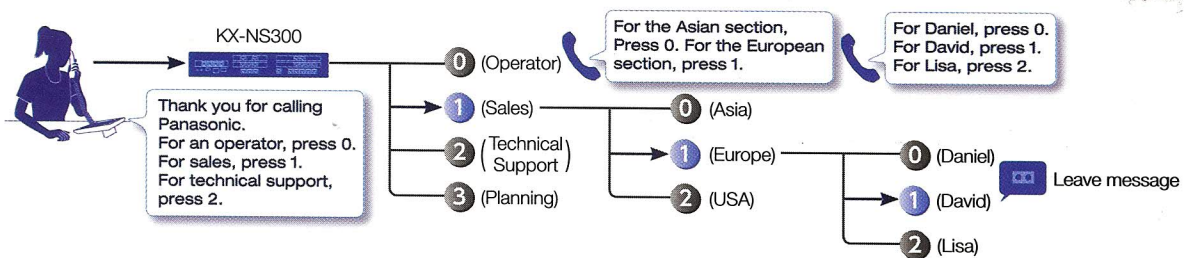 KX-NS300
Thank you for calling
Panasonic.
For an operator, press 0.
For sales, press 1.
For technical support,
press 2.
0 (Operator)
1 (Sales)
2 (Technical
Support)
3 (Planning)
For the Asian section,
Press 0. For the European
section, press 1.
0 (Asia)
1 (Europe)
2 (USA)
For Daniel, press 0.
For David, press 1.
For Lisa, press 2.
0 (Daniel)
1 (David)
2 (Lisa)
Leave message